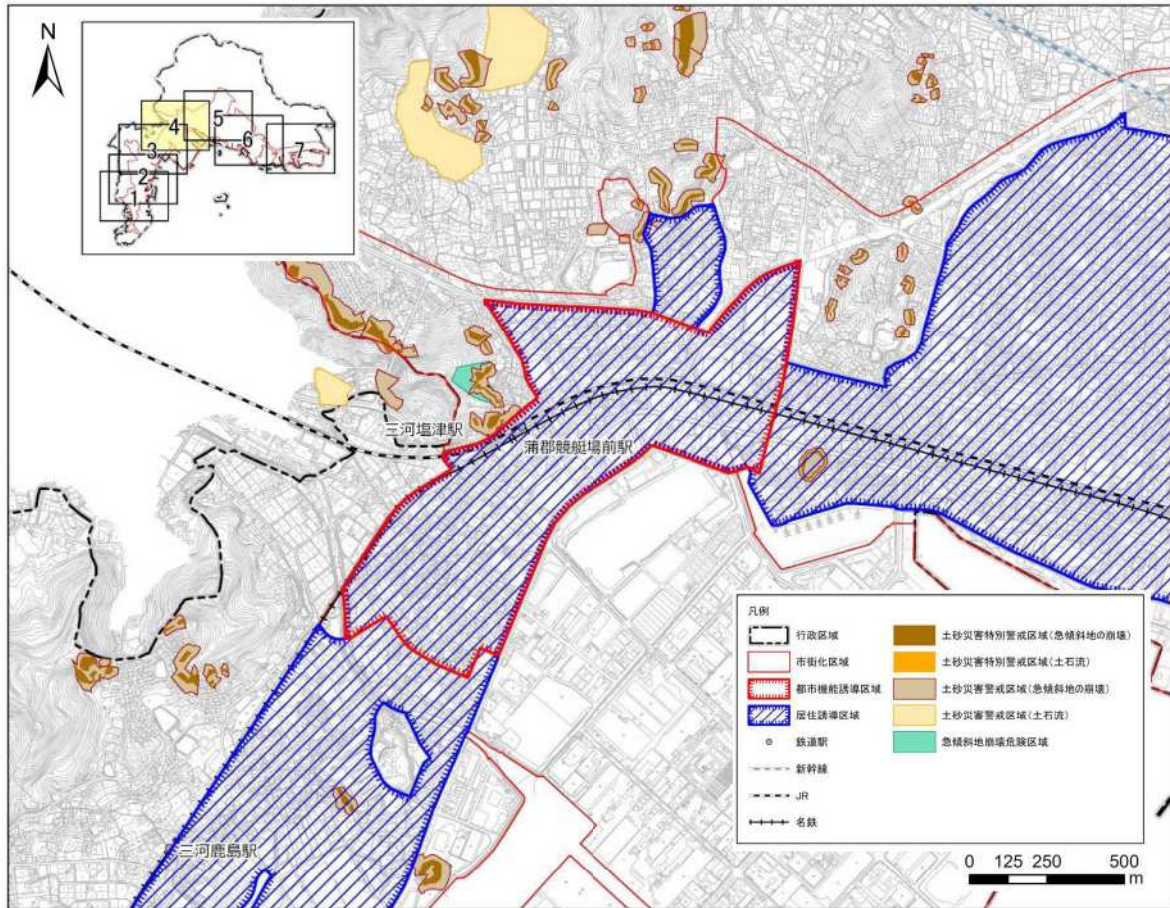 N
4
5
6
7
3
2
1
三河塩津駅
蒲郡競艇場前駅
三河鹿島駅
凡例
行政区域
市街化区域
都市機能誘導区域
居住誘導区域
鉄道駅
新幹線
JR
名鉄
土砂災害特別警戒区域(急傾斜地の崩壊)
土砂災害特別警戒区域(土石流)
土砂災害警戒区域(急傾斜地の崩壊)
土砂災害警戒区域(土石流)
急傾斜地崩壊危険区域
0 125 250 500
m